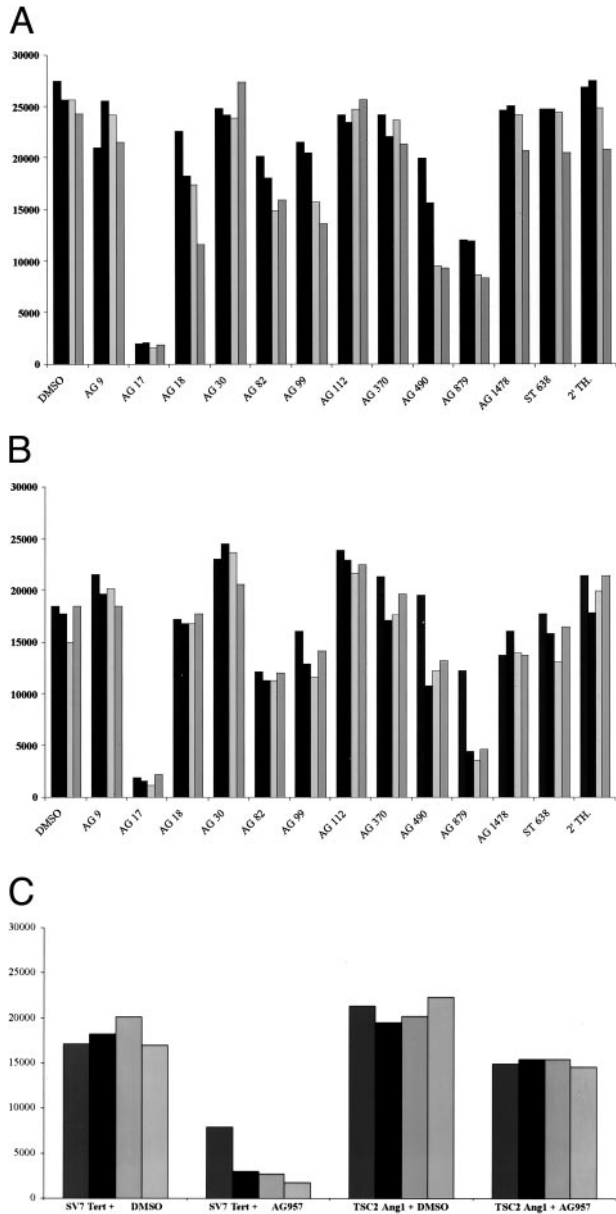 A
30000
25000
20000
15000
10000
5000
0
DMSO
AG 9
AG 17
AG 18
AG 30
AG 82
AG 99
AG 112
AG 370
AG 490
AG 879
AG 1478
ST 638
2' TH.
B
30000
25000
20000
15000
10000
5000
0
DMSO
AG 9
AG 17
AG 18
AG 30
AG 82
AG 99
AG 112
AG 370
AG 490
AG 879
AG 1478
ST 638
2' TH.
C
30000
25000
20000
15000
10000
5000
0
SV7 Tert + DMSO
SV7 Tert + AG957
TSC2 Ang1 + DMSO
TSC2 Ang1 + AG957